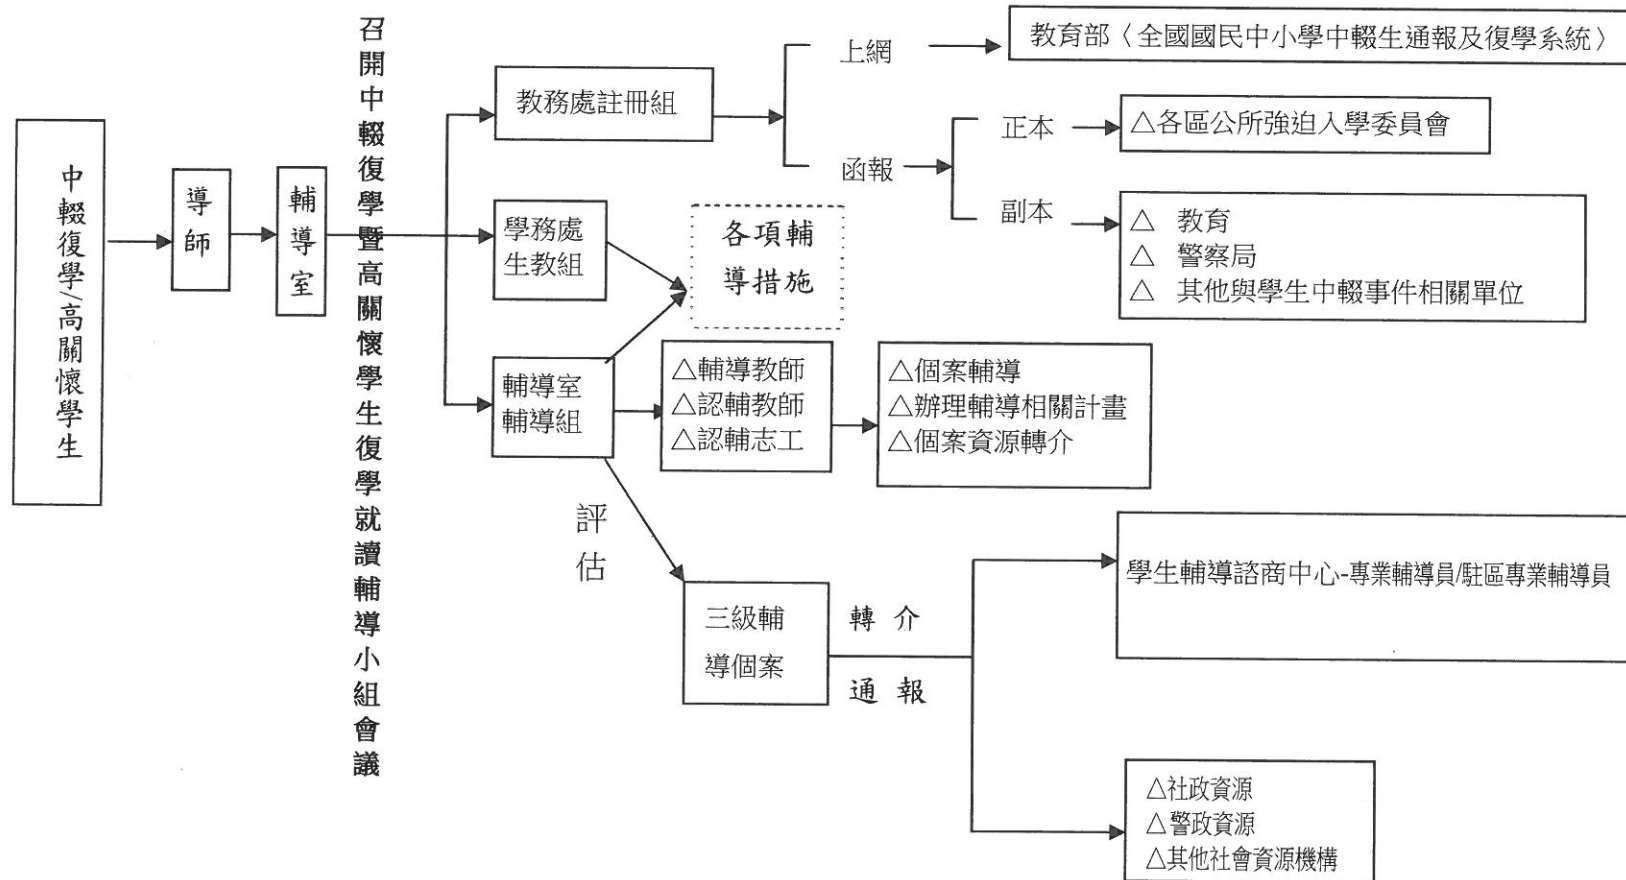 中輟復學/高關懷學生
導師
輔導室
召開中輟復學暨高關懷學生復學就讀輔導小組會議
教務處註冊組
上網
教育部〈全國國民中小學中輟生通報及復學系統〉
函報
正本
△各區公所強迫入學委員會
副本
△ 教育
△ 警察局
△ 其他與學生中輟事件相關單位
學務處
生教組
各項輔
導措施
輔導室
輔導組
△輔導教師
△認輔教師
△認輔志工
△個案輔導
△辦理輔導相關計畫
△個案資源轉介
評
估
三級輔
導個案
轉 介
通 報
學生輔導諮商中心-專業輔導員/駐區專業輔導員
△社政資源
△警政資源
△其他社會資源機構